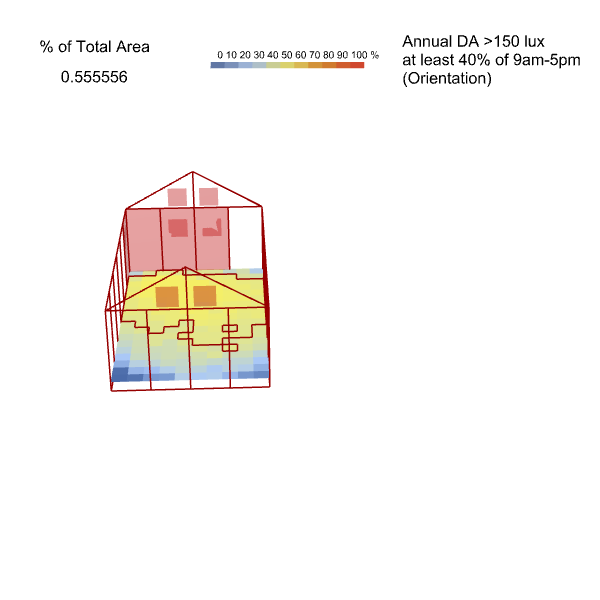 % of Total Area
0.555556
0 10 20 30 40 50 60 70 80 90 100 %
Annual DA >150 lux
at least 40% of 9am-5pm
(Orientation)